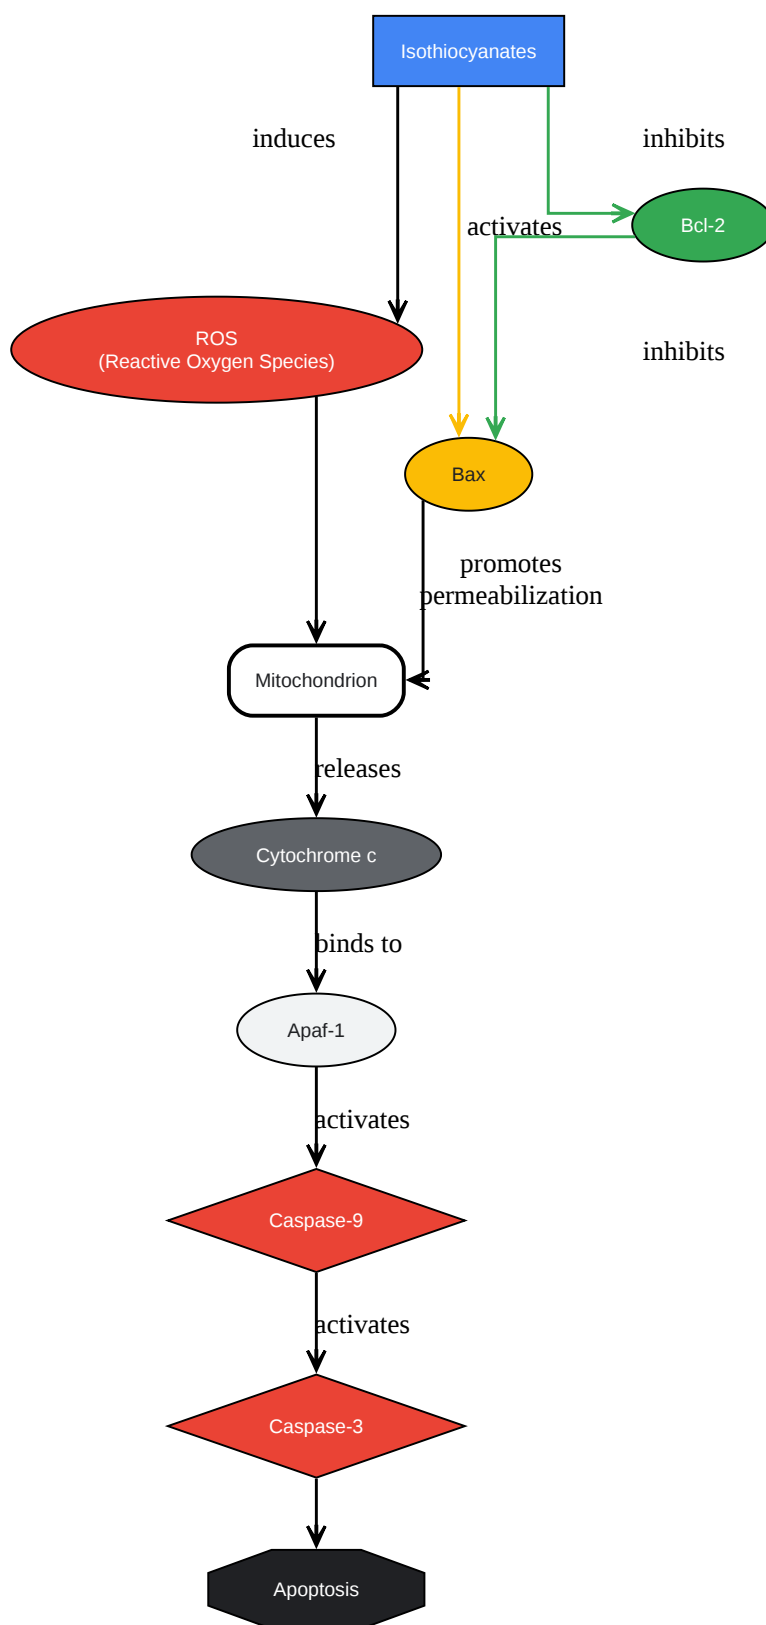 Isothiocyanates
induces
inhibits
activates
Bcl-2
ROS
(Reactive Oxygen Species)
inhibits
Bax
promotes
permeabilization
Mitochondrion
releases
Cytochrome c
binds to
Apaf-1
activates
Caspase-9
activates
Caspase-3
Apoptosis